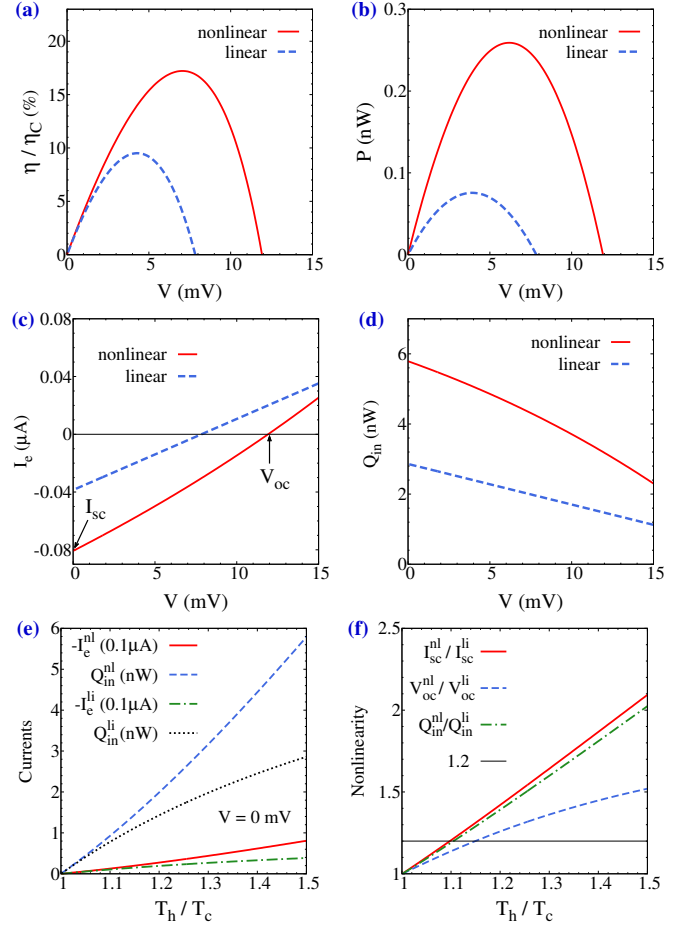 (a)
nonlinear
linear
20
15
10
5
0
η / η_C (%)
0 5 10 15
V (mV)
(b)
nonlinear
linear
0.3
0.2
0.1
0
P (nW)
0 5 10 15
V (mV)
(c)
nonlinear
linear
0.08
0.04
0
-0.04
-0.08
I_e (μA)
I_sc
V_oc
0 5 10 15
V (mV)
(d)
nonlinear
linear
6
4
2
0
Q_in (nW)
0 5 10 15
V (mV)
(e)
-I_e^nl (0.1μA)
Q_in^nl (nW)
-I_e^li (0.1μA)
Q_in^li (nW)
V = 0 mV
6
5
4
3
2
1
0
Currents
1 1.1 1.2 1.3 1.4 1.5
T_h / T_c
(f)
I_sc^nl / I_sc^li
V_oc^nl / V_oc^li
Q_in^nl/Q_in^li
1.2
2.5
2
1.5
1
Nonlinearity
1 1.1 1.2 1.3 1.4 1.5
T_h / T_c